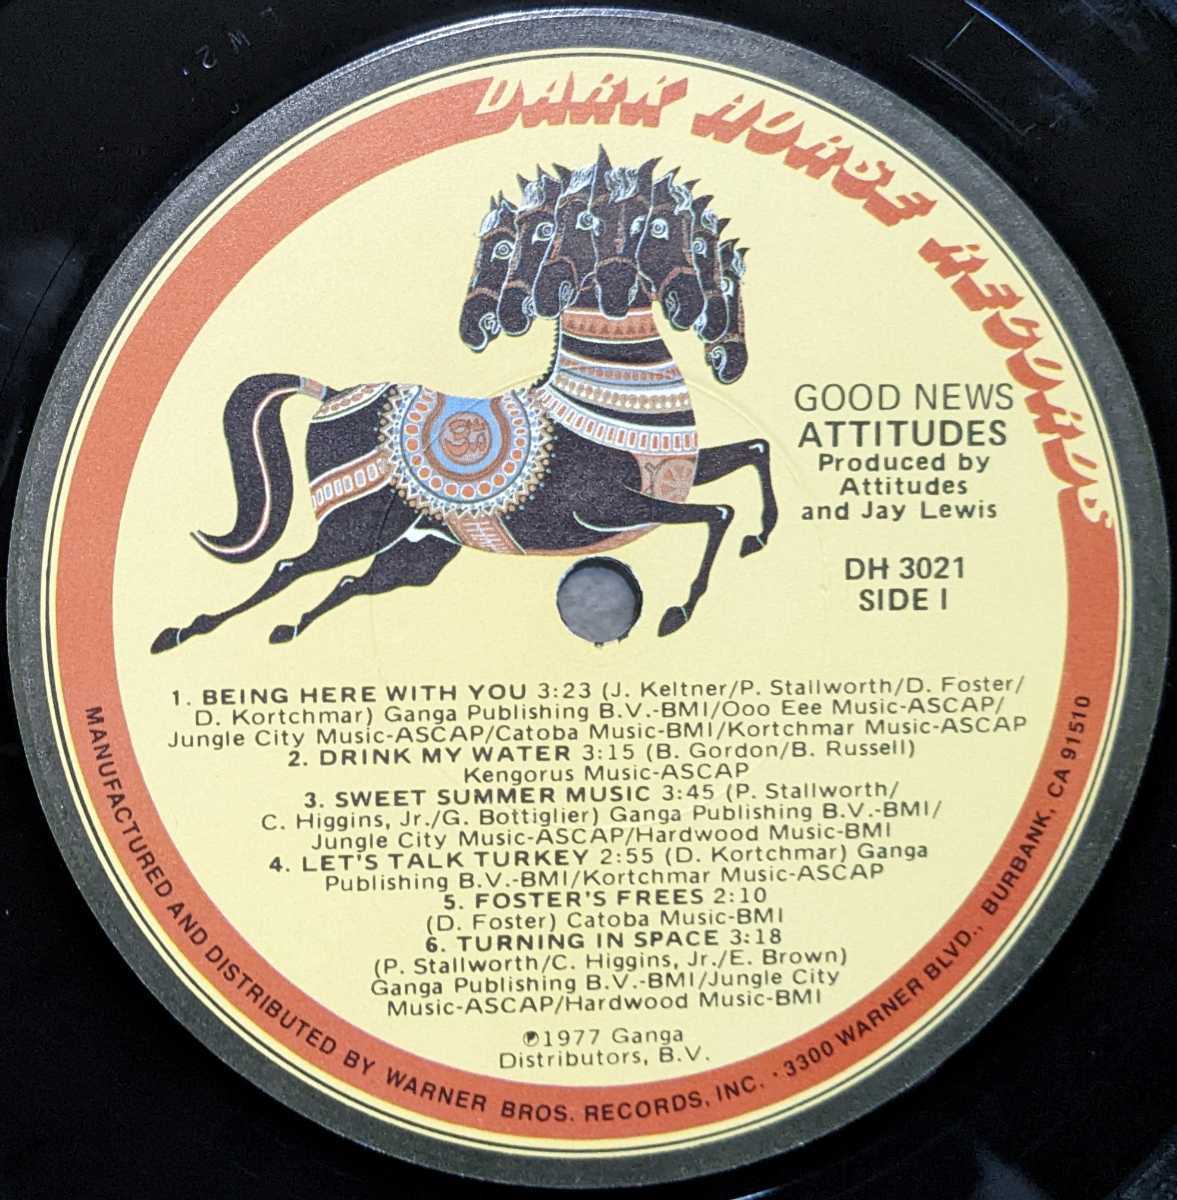 DARK HORSE RECORDS
GOOD NEWS
ATTITUDES
Produced by
Attitudes
and Jay Lewis
DH 3021
SIDE I
1. BEING HERE WITH YOU 3:23 (J. Keltner/P. Stallworth/D. Foster/
D. Kortchmar) Ganga Publishing B.V.-BMI/Ooo Eee Music-ASCAP/
Jungle City Music-ASCAP/Catoba Music-BMI/Kortchmar Music-ASCAP
2. DRINK MY WATER 3:15 (B. Gordon/B. Russell)
Kengorus Music-ASCAP
3. SWEET SUMMER MUSIC 3:45 (P. Stallworth/
C. Higgins, Jr./G. Bottiglier) Ganga Publishing B.V.-BMI/
Jungle City Music-ASCAP/Hardwood Music-BMI
4. LET'S TALK TURKEY 2:55 (D. Kortchmar) Ganga
Publishing B.V.-BMI/Kortchmar Music-ASCAP
5. FOSTER'S FREES 2:10
(D. Foster) Catoba Music-BMI
6. TURNING IN SPACE 3:18
(P. Stallworth/C. Higgins, Jr./E. Brown)
Ganga Publishing B.V.-BMI/Jungle City
Music-ASCAP/Hardwood Music-BMI
℗1977 Ganga
Distributors, B.V.
MANUFACTURED AND DISTRIBUTED BY WARNER BROS. RECORDS, INC. · 3300 WARNER BLVD., BURBANK, CA 91510